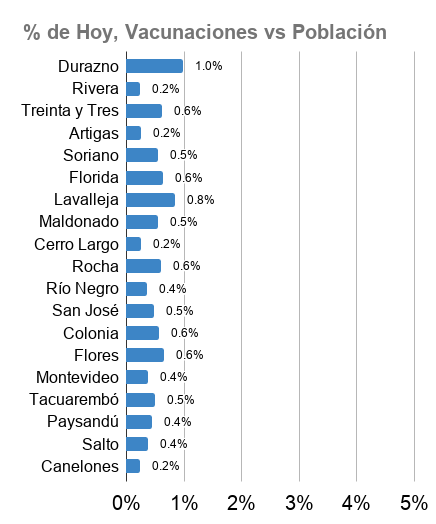 % de Hoy, Vacunaciones vs Población
Durazno 1.0%
Rivera 0.2%
Treinta y Tres 0.6%
Artigas 0.2%
Soriano 0.5%
Florida 0.6%
Lavalleja 0.8%
Maldonado 0.5%
Cerro Largo 0.2%
Rocha 0.6%
Río Negro 0.4%
San José 0.5%
Colonia 0.6%
Flores 0.6%
Montevideo 0.4%
Tacuarembó 0.5%
Paysandú 0.4%
Salto 0.4%
Canelones 0.2%
0% 1% 2% 3% 4% 5%